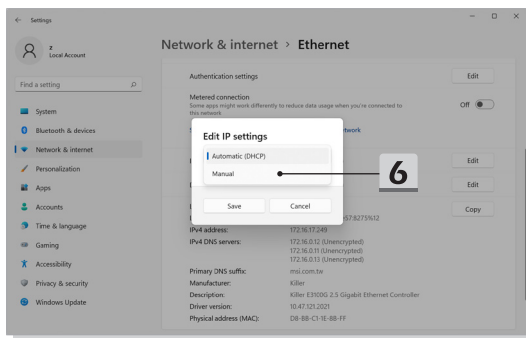 Settings
z
Local Account
Find a setting
System
Bluetooth & devices
Network & internet
Personalization
Apps
Accounts
Time & language
Gaming
Accessibility
Privacy & security
Windows Update
Network & internet > Ethernet
Authentication settings
Edit
Metered connection
Some apps might work differently to reduce data usage when you're connected to
this network
Off
Edit IP settings
Automatic (DHCP)
Manual
6
Edit
Edit
Save
Cancel
Copy
IPv4 address:
172.16.17.249
IPv4 DNS servers:
172.16.0.12 (Unencrypted)
172.16.0.11 (Unencrypted)
172.16.0.13 (Unencrypted)
Primary DNS suffix:
msi.com.tw
Manufacturer:
Killer
Description:
Killer E3100G 2.5 Gigabit Ethernet Controller
Driver version:
10.47.121.2021
Physical address (MAC):
D8-BB-C1-1E-8B-FF